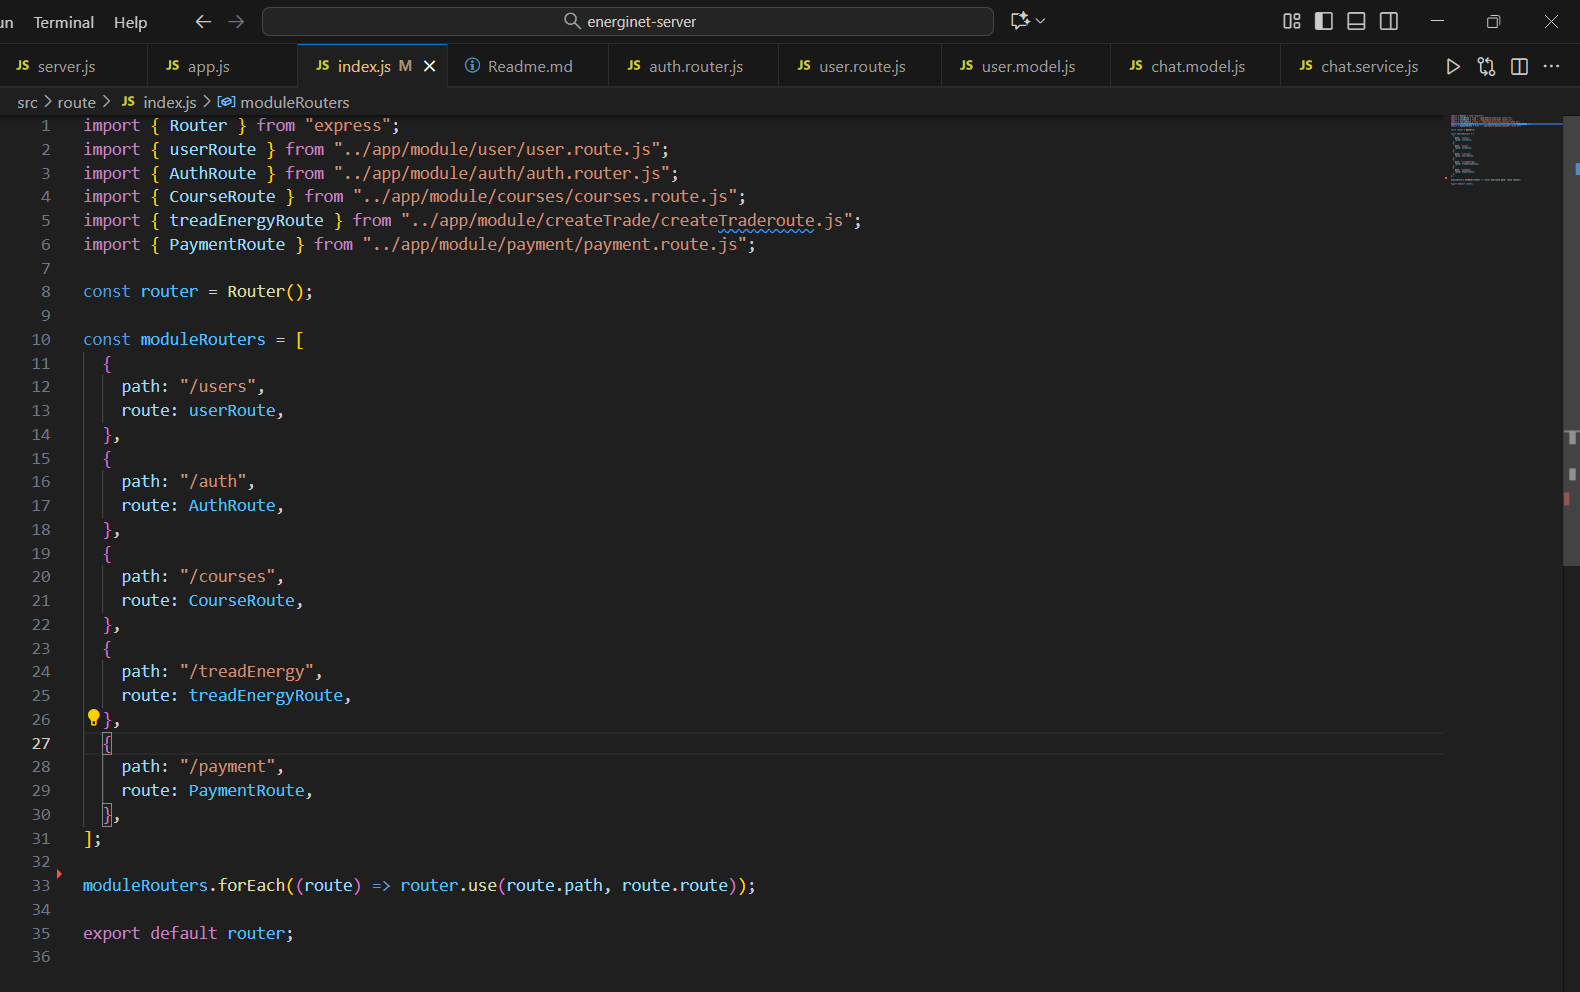 un Terminal Help energinet-server
JS server.js JS app.js JS index.js M Readme.md JS auth.router.js JS user.route.js JS user.model.js JS chat.model.js JS chat.service.js
src > route > JS index.js > moduleRouters
1 import { Router } from "express";
2 import { userRoute } from "../app/module/user/user.route.js";
3 import { AuthRoute } from "../app/module/auth/auth.router.js";
4 import { CourseRoute } from "../app/module/courses/courses.route.js";
5 import { treadEnergyRoute } from "../app/module/createTrade/createTraderoute.js";
6 import { PaymentRoute } from "../app/module/payment/payment.route.js";
7
8 const router = Router();
9
10 const moduleRouters = [
11 {
12 path: "/users",
13 route: userRoute,
14 },
15 {
16 path: "/auth",
17 route: AuthRoute,
18 },
19 {
20 path: "/courses",
21 route: CourseRoute,
22 },
23 {
24 path: "/treadEnergy",
25 route: treadEnergyRoute,
26 },
27 {
28 path: "/payment",
29 route: PaymentRoute,
30 },
31 ];
32
33 moduleRouters.forEach((route) => router.use(route.path, route.route));
34
35 export default router;
36